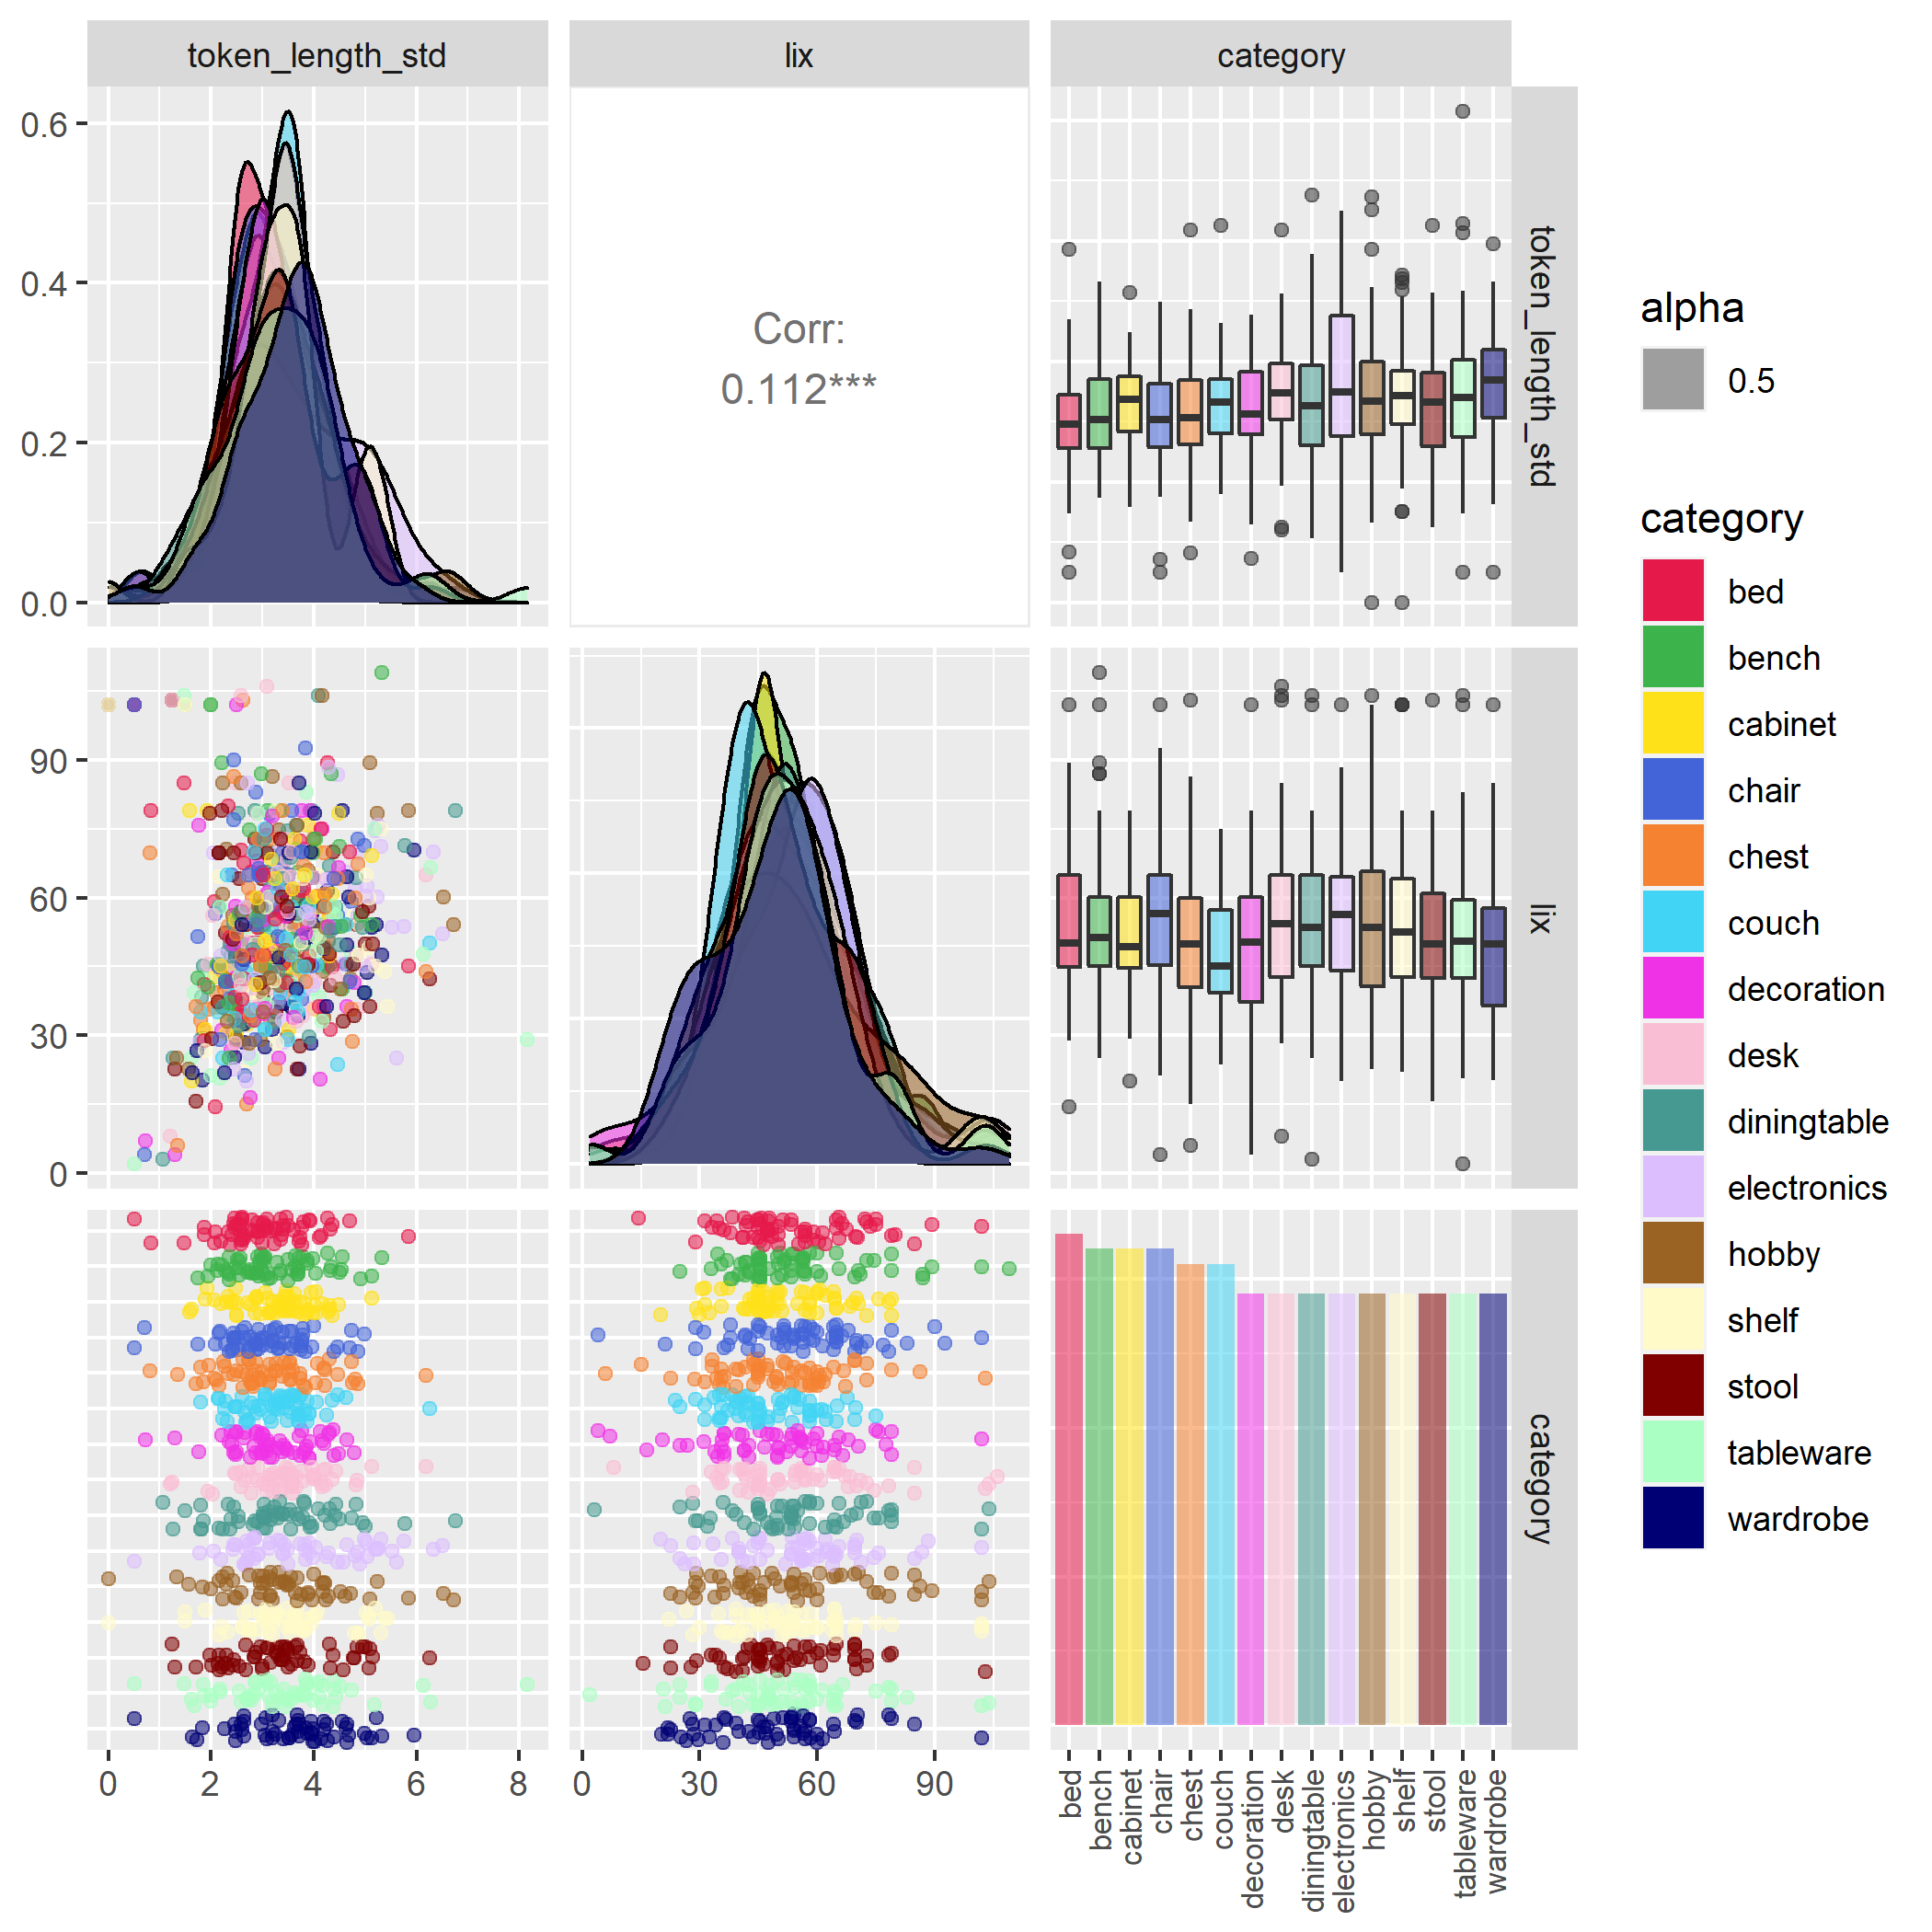 token_length_std
lix
category
0.6
0.4
0.2
0.0
Corr:
0.112***
token_length_std
90
60
30
0
lix
category
0
2
4
6
8
0
30
60
90
bed
bench
cabinet
chair
chest
couch
decoration
desk
diningtable
electronics
hobby
shelf
stool
tableware
wardrobe
alpha
0.5
category
bed
bench
cabinet
chair
chest
couch
decoration
desk
diningtable
electronics
hobby
shelf
stool
tableware
wardrobe